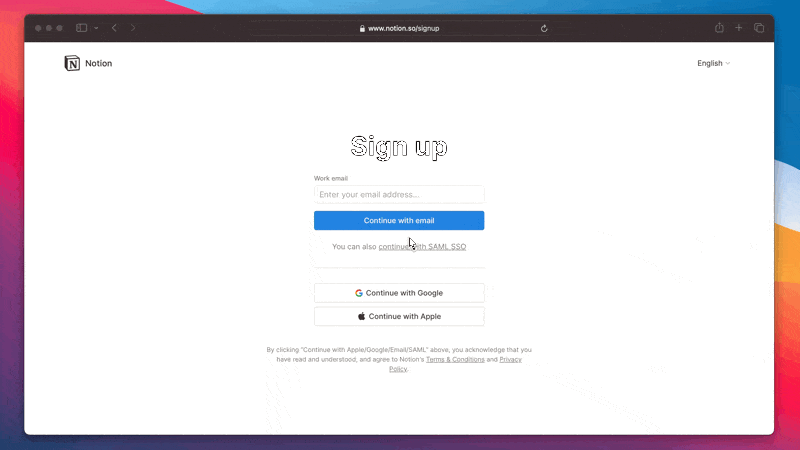 www.notion.so/signup
Notion
English
Sign up
Work email
Enter your email address...
Continue with email
You can also continue with SAML SSO
Continue with Google
Continue with Apple
By clicking "Continue with Apple/Google/Email/SAML" above, you acknowledge that you
have read and understood, and agree to Notion's Terms & Conditions and Privacy
Policy.